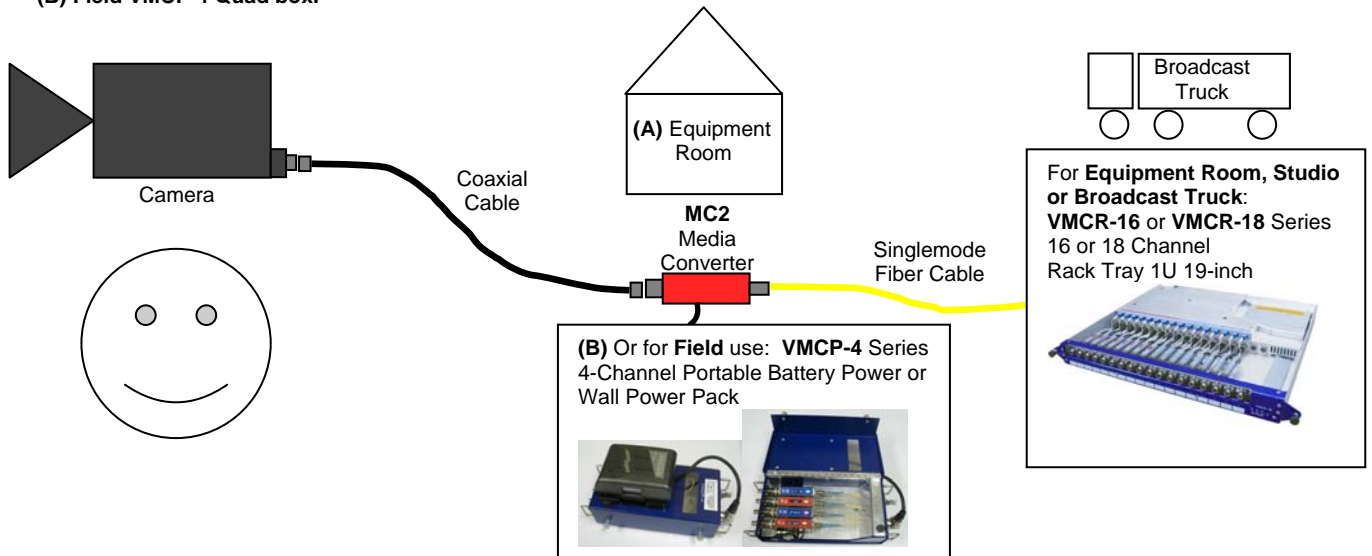 (B) Field VMCP-4 Quad box.
Camera
Coaxial
Cable
(A) Equipment
Room
MC2
Media
Converter
Singlemode
Fiber Cable
Broadcast
Truck
For Equipment Room, Studio
or Broadcast Truck:
VMCR-16 or VMCR-18 Series
16 or 18 Channel
Rack Tray 1U 19-inch
(B) Or for Field use: VMCP-4 Series
4-Channel Portable Battery Power or
Wall Power Pack